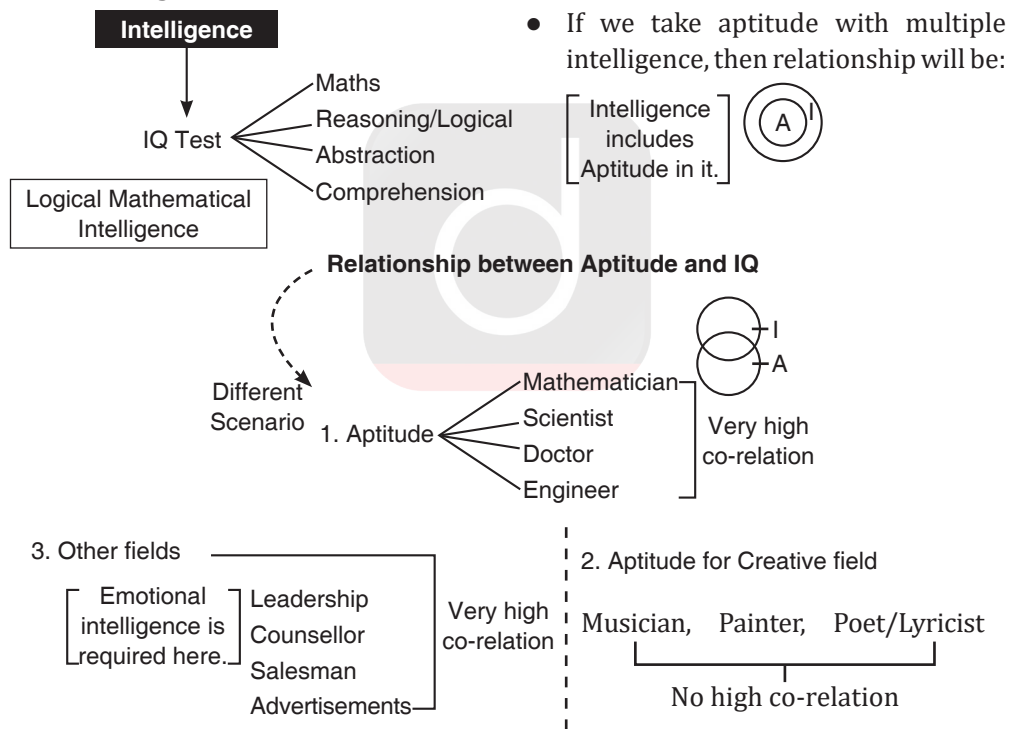 Intelligence
IQ Test
Maths
Reasoning/Logical
Abstraction
Comprehension
Logical Mathematical
Intelligence
● If we take aptitude with multiple
intelligence, then relationship will be:
Intelligence
includes
Aptitude in it.
A
I
Relationship between Aptitude and IQ
I
A
Different
Scenario
1. Aptitude
Mathematician
Scientist
Doctor
Engineer
Very high
co-relation
3. Other fields
Emotional
intelligence is
required here.
Leadership
Counsellor
Salesman
Advertisements
Very high
co-relation
2. Aptitude for Creative field
Musician, Painter, Poet/Lyricist
No high co-relation